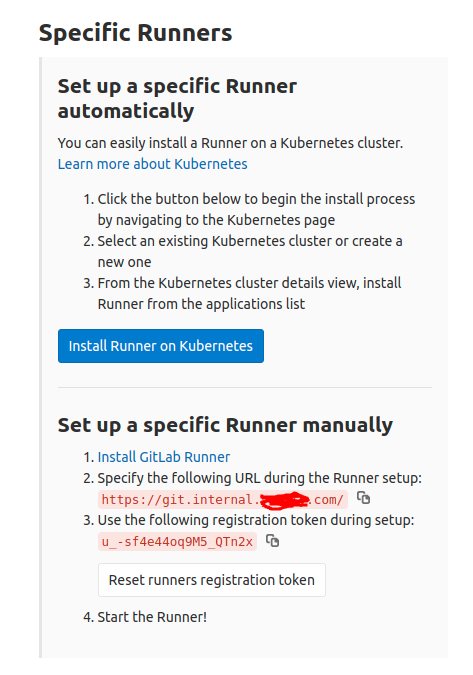 Specific Runners
Set up a specific Runner
automatically
You can easily install a Runner on a Kubernetes cluster.
Learn more about Kubernetes
1. Click the button below to begin the install process
by navigating to the Kubernetes page
2. Select an existing Kubernetes cluster or create a
new one
3. From the Kubernetes cluster details view, install
Runner from the applications list
Install Runner on Kubernetes
Set up a specific Runner manually
1. Install GitLab Runner
2. Specify the following URL during the Runner setup:
https://git.internal. .com/
3. Use the following registration token during setup:
u_-sf4e44oq9M5_QTn2x
Reset runners registration token
4. Start the Runner!